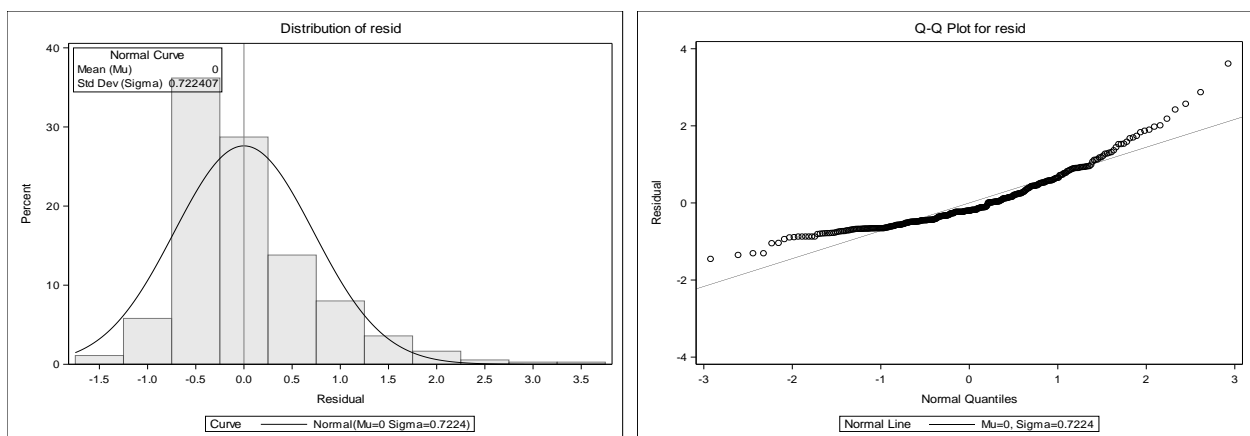 Distribution of resid
Normal Curve
Mean (Mu) 0
Std Dev (Sigma) 0.722407
Percent
40
30
20
10
0
-1.5 -1.0 -0.5 0.0 0.5 1.0 1.5 2.0 2.5 3.0 3.5
Residual
Curve Normal(Mu=0 Sigma=0.7224)
Q-Q Plot for resid
Residual
4
2
0
-2
-4
-3 -2 -1 0 1 2 3
Normal Quantiles
Normal Line Mu=0, Sigma=0.7224